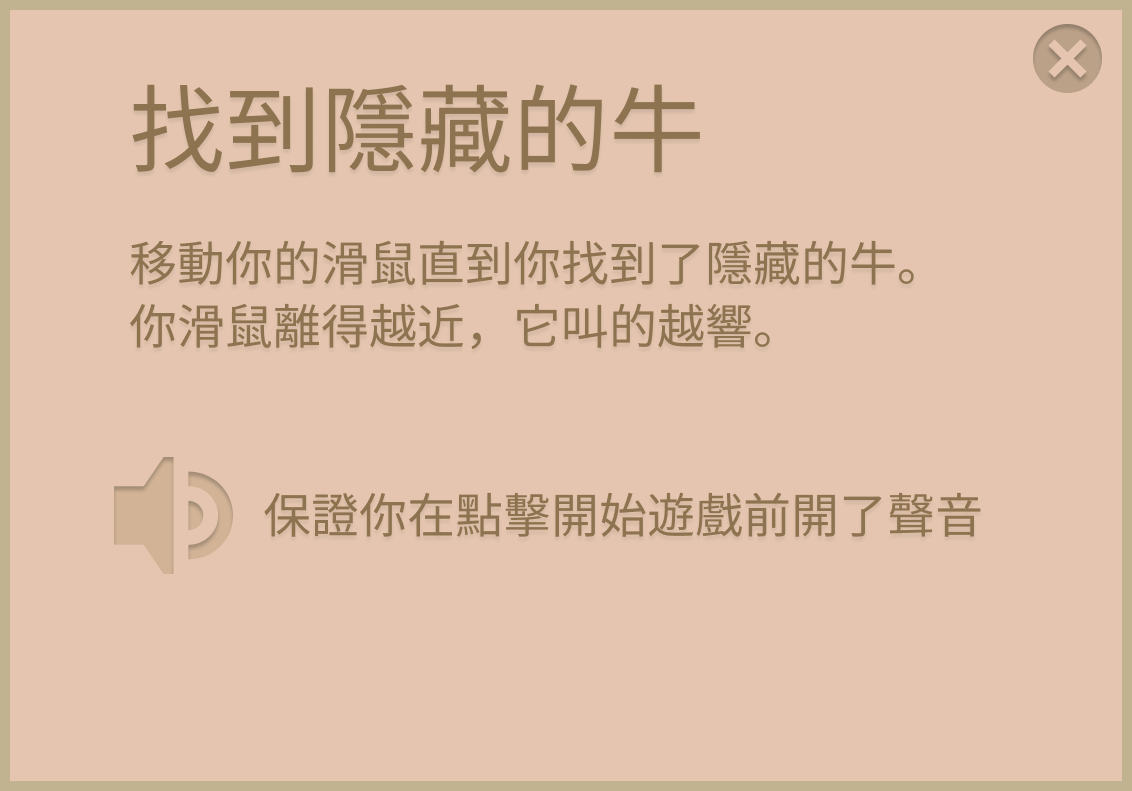 找到隱藏的牛
移動你的滑鼠直到你找到了隱藏的牛。
你滑鼠離得越近，它叫的越響。
保證你在點擊開始遊戲前開了聲音